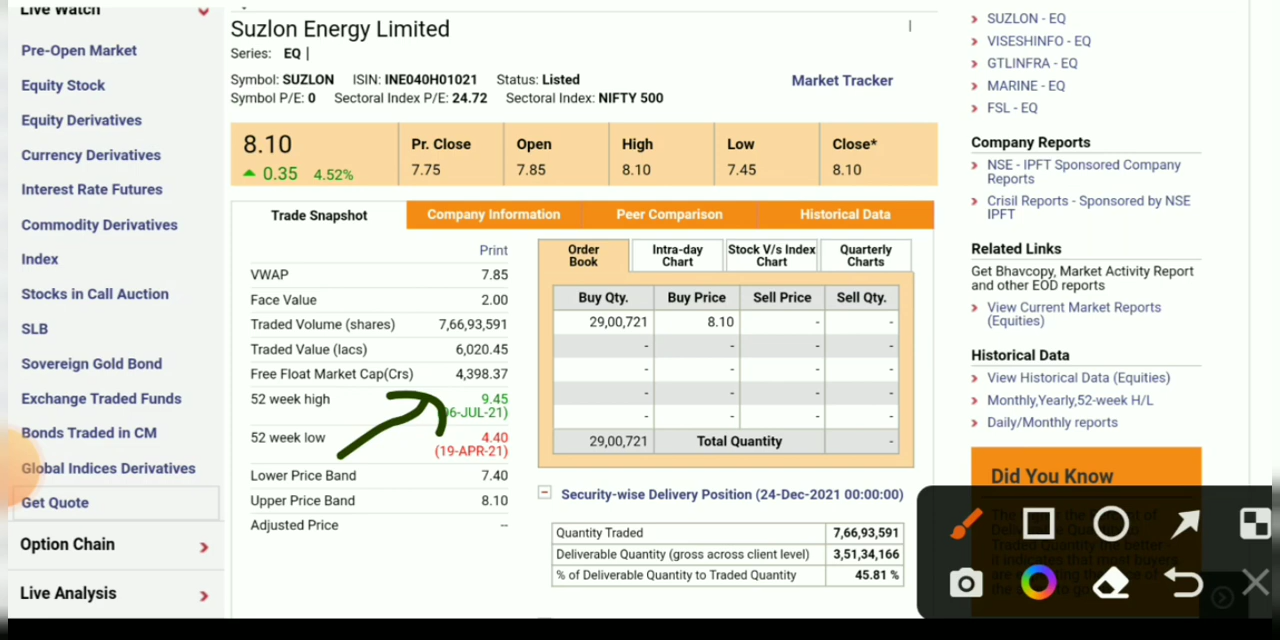 Live Watch
Pre-Open Market
Equity Stock
Equity Derivatives
Currency Derivatives
Interest Rate Futures
Commodity Derivatives
Index
Stocks in Call Auction
SLB
Sovereign Gold Bond
Exchange Traded Funds
Bonds Traded in CM
Global Indices Derivatives
Get Quote
Option Chain
Live Analysis
Suzlon Energy Limited
Series: EQ |
Symbol: SUZLON ISIN: INE040H01021 Status: Listed
Symbol P/E: 0 Sectoral Index P/E: 24.72 Sectoral Index: NIFTY 500
Market Tracker
8.10 Pr. Close Open High Low Close*
0.35 4.52% 7.75 7.85 8.10 7.45 8.10
Trade Snapshot Company Information Peer Comparison Historical Data
Print
VWAP 7.85
Face Value 2.00
Traded Volume (shares) 7,66,93,591
Traded Value (lacs) 6,020.45
Free Float Market Cap(Crs) 4,398.37
52 week high 9.45
06-JUL-21)
52 week low 4.40
(19-APR-21)
Lower Price Band 7.40
Upper Price Band 8.10
Adjusted Price --
Order Book Intra-day Chart Stock V/s Index Chart Quarterly Charts
Buy Qty. Buy Price Sell Price Sell Qty.
29,00,721 8.10 - -
- - - -
- - - -
- - - -
- - - -
29,00,721 Total Quantity -
Security-wise Delivery Position (24-Dec-2021 00:00:00)
Quantity Traded 7,66,93,591
Deliverable Quantity (gross across client level) 3,51,34,166
% of Deliverable Quantity to Traded Quantity 45.81 %
SUZLON - EQ
VISESHINFO - EQ
GTLINFRA - EQ
MARINE - EQ
FSL - EQ
Company Reports
NSE - IPFT Sponsored Company
Reports
Crisil Reports - Sponsored by NSE
IPFT
Related Links
Get Bhavcopy, Market Activity Report
and other EOD reports
View Current Market Reports
(Equities)
Historical Data
View Historical Data (Equities)
Monthly,Yearly,52-week H/L
Daily/Monthly reports
Did You Know